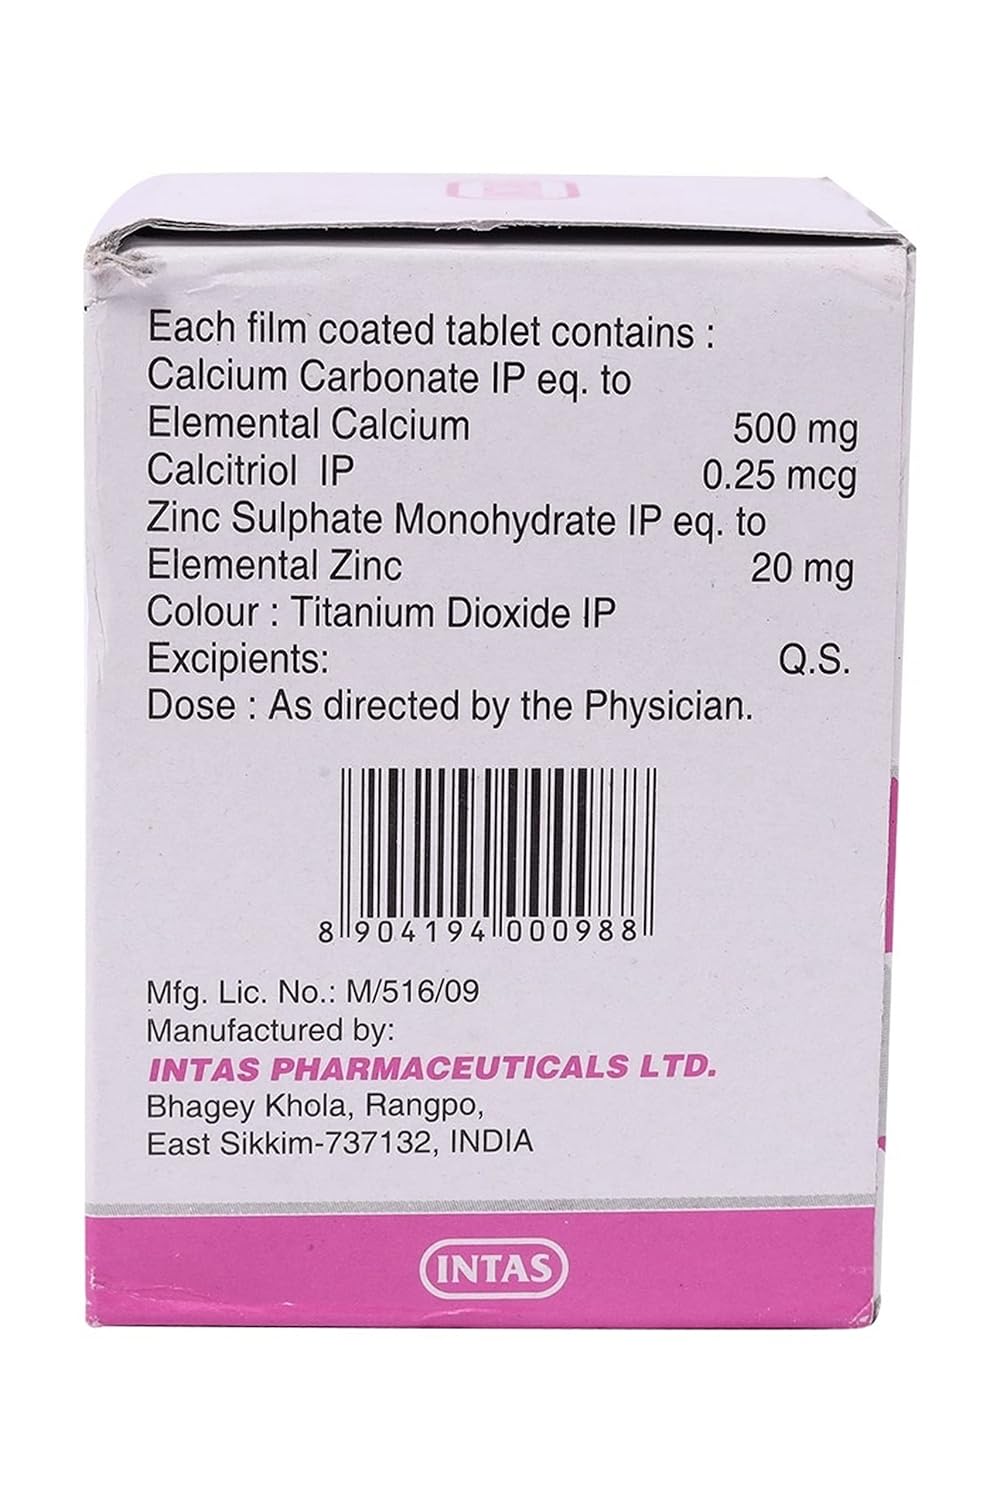 Each film coated tablet contains :
Calcium Carbonate IP eq. to
Elemental Calcium 500 mg
Calcitriol IP 0.25 mcg
Zinc Sulphate Monohydrate IP eq. to
Elemental Zinc 20 mg
Colour : Titanium Dioxide IP
Excipients: Q.S.
Dose : As directed by the Physician.
8 904194 000988
Mfg. Lic. No.: M/516/09
Manufactured by:
INTAS PHARMACEUTICALS LTD.
Bhagey Khola, Rangpo,
East Sikkim-737132, INDIA
INTAS